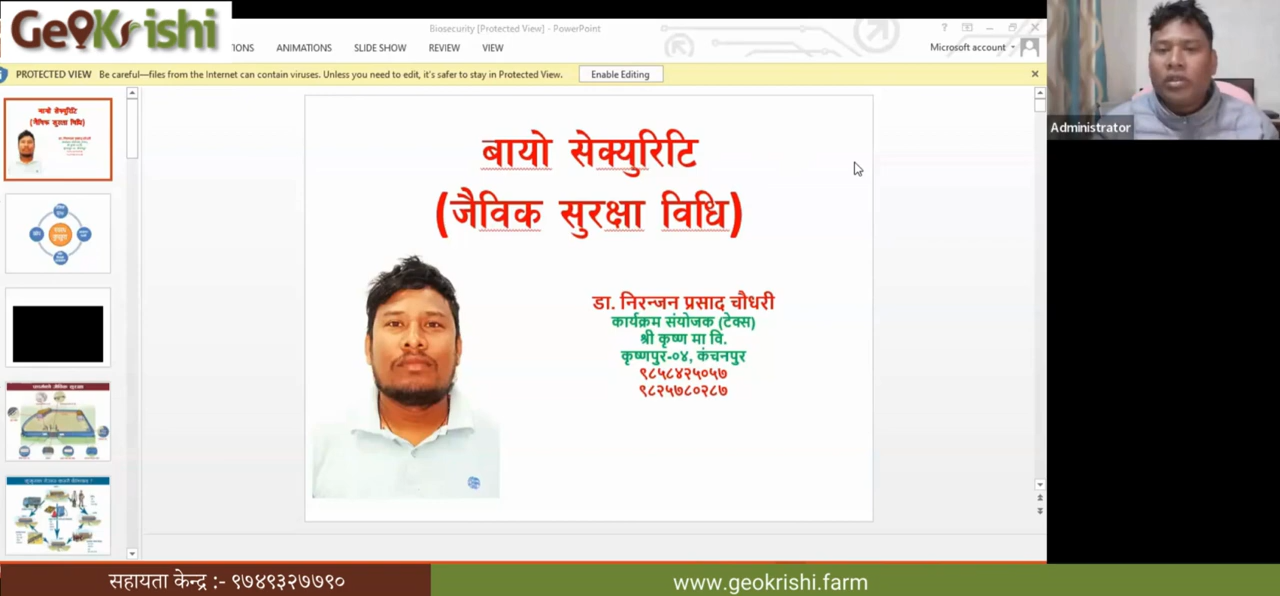 GeoKrishi
Biosecurity [Protected View] - PowerPoint
IONS ANIMATIONS SLIDE SHOW REVIEW VIEW
Microsoft account
PROTECTED VIEW Be careful—files from the Internet can contain viruses. Unless you need to edit, it's safer to stay in Protected View. Enable Editing
Administrator
बायो सेक्युरिटि
(जैविक सुरक्षा विधि)
बायो सेक्युरिटि
(जैविक सुरक्षा विधि)
डा. निरन्जन प्रसाद चौधरी
कार्यक्रम संयोजक (टेक्स)
श्री कृष्ण मा वि.
कृष्णपुर-०४, कंचनपुर
९८५८४२५०५७
९८२५७८०२८७
सहायता केन्द्र :- ९७४९३२७७९०
www.geokrishi.farm